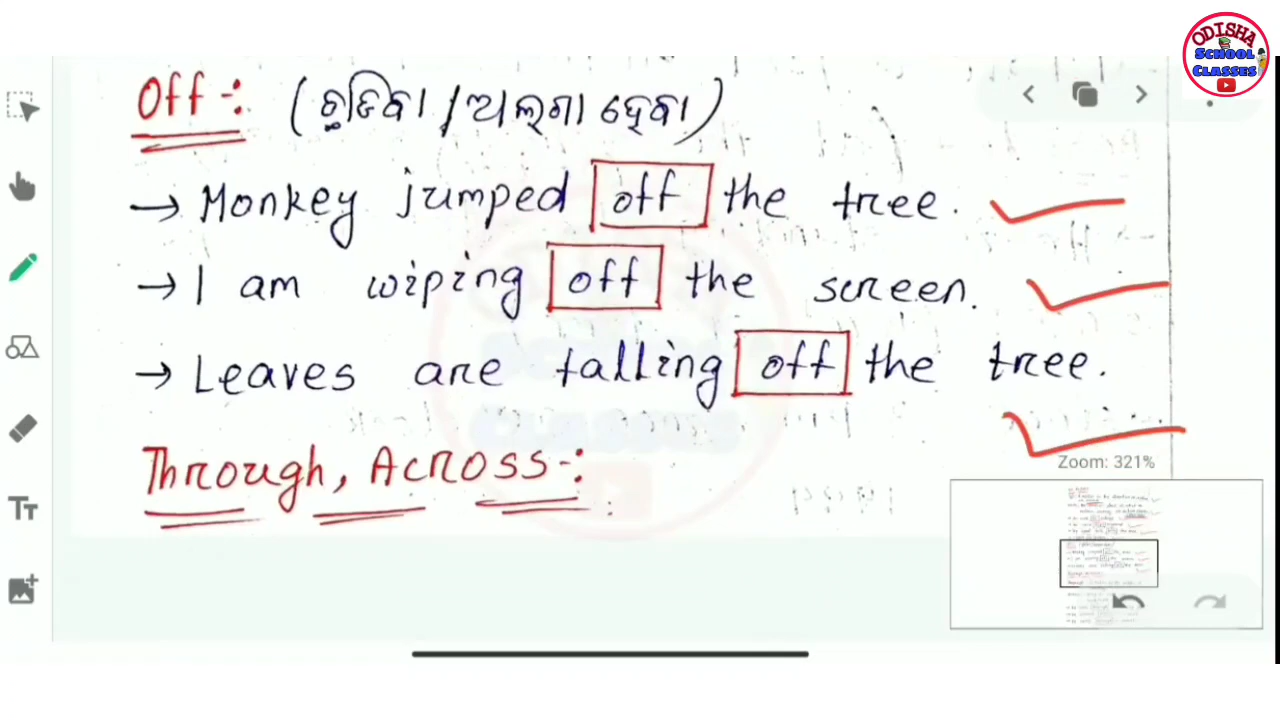 ODISHA
SCHOOL
CLASSES
Off-: (ଛାଡିବା/ଅଲଗା ହେବା)
→ Monkey jumped off the tree.
→ I am wiping off the screen.
→ Leaves are falling off the tree.
Through, Across-:
Zoom: 321%
Tт